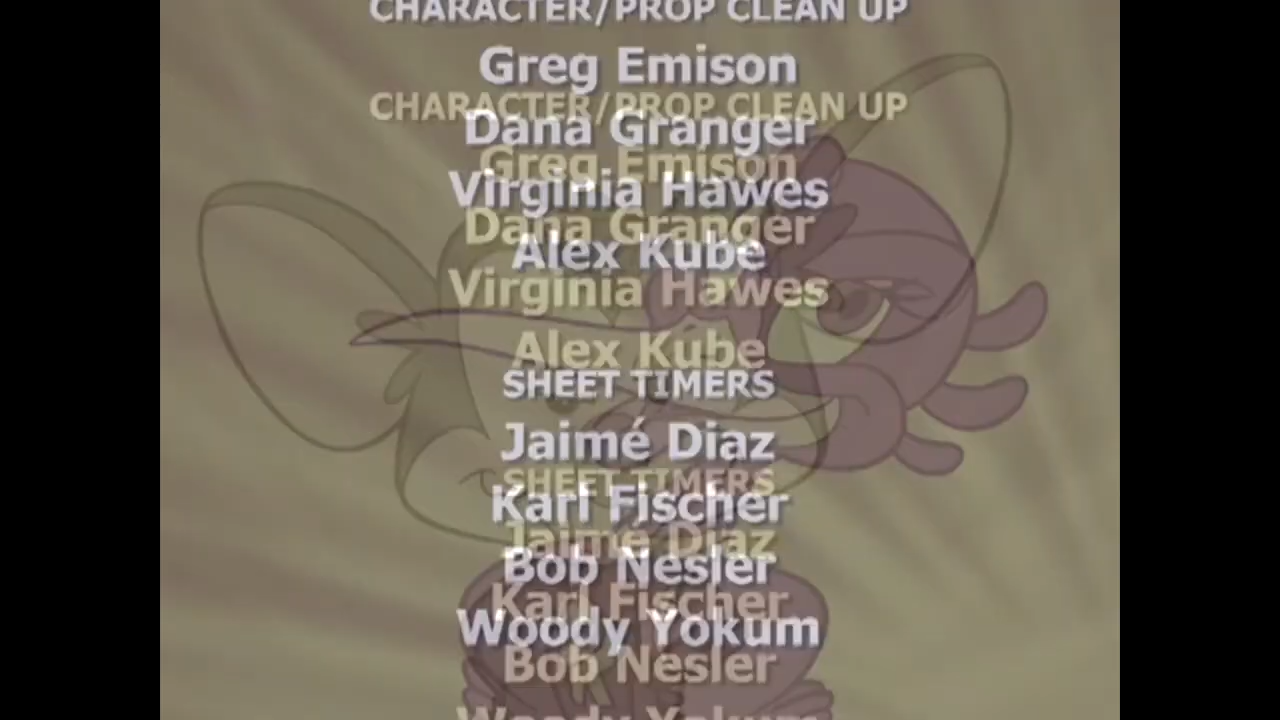 CHARACTER/PROP CLEAN UP
Greg Emison
CHARACTER/PROP CLEAN UP
Dana Granger
Greg Emison
Virginia Hawes
Dana Granger
Alex Kube
Virginia Hawes
Alex Kube
SHEET TIMERS
Jaimé Diaz
SHEET TIMERS
Karl Fischer
Jaimé Diaz
Bob Nesler
Karl Fischer
Woody Yokum
Bob Nesler
Woody Yokum